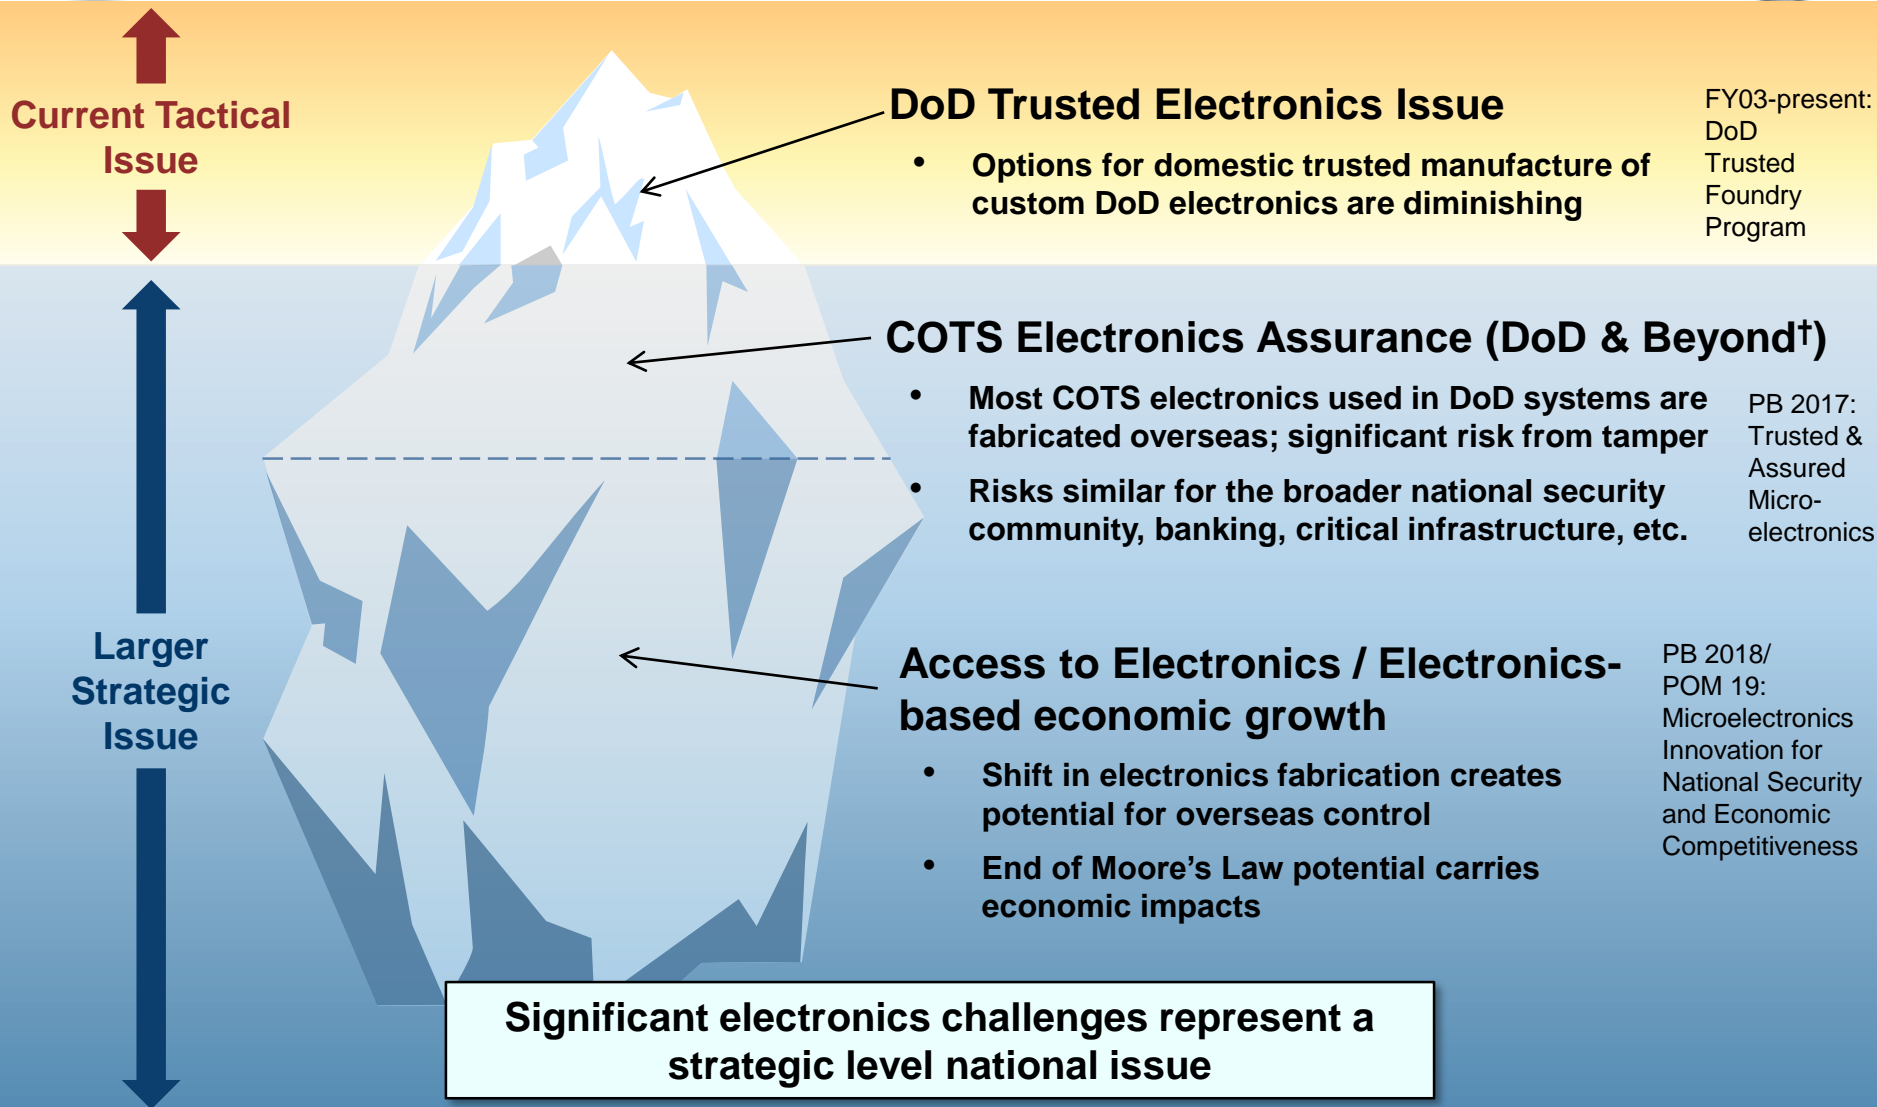 Current Tactical
Issue
DoD Trusted Electronics Issue
• Options for domestic trusted manufacture of
custom DoD electronics are diminishing
FY03-present:
DoD
Trusted
Foundry
Program
COTS Electronics Assurance (DoD & Beyond†)
• Most COTS electronics used in DoD systems are
fabricated overseas; significant risk from tamper
• Risks similar for the broader national security
community, banking, critical infrastructure, etc.
PB 2017:
Trusted &
Assured
Micro-
electronics
Larger
Strategic
Issue
Access to Electronics / Electronics-
based economic growth
• Shift in electronics fabrication creates
potential for overseas control
• End of Moore’s Law potential carries
economic impacts
PB 2018/
POM 19:
Microelectronics
Innovation for
National Security
and Economic
Competitiveness
Significant electronics challenges represent a
strategic level national issue